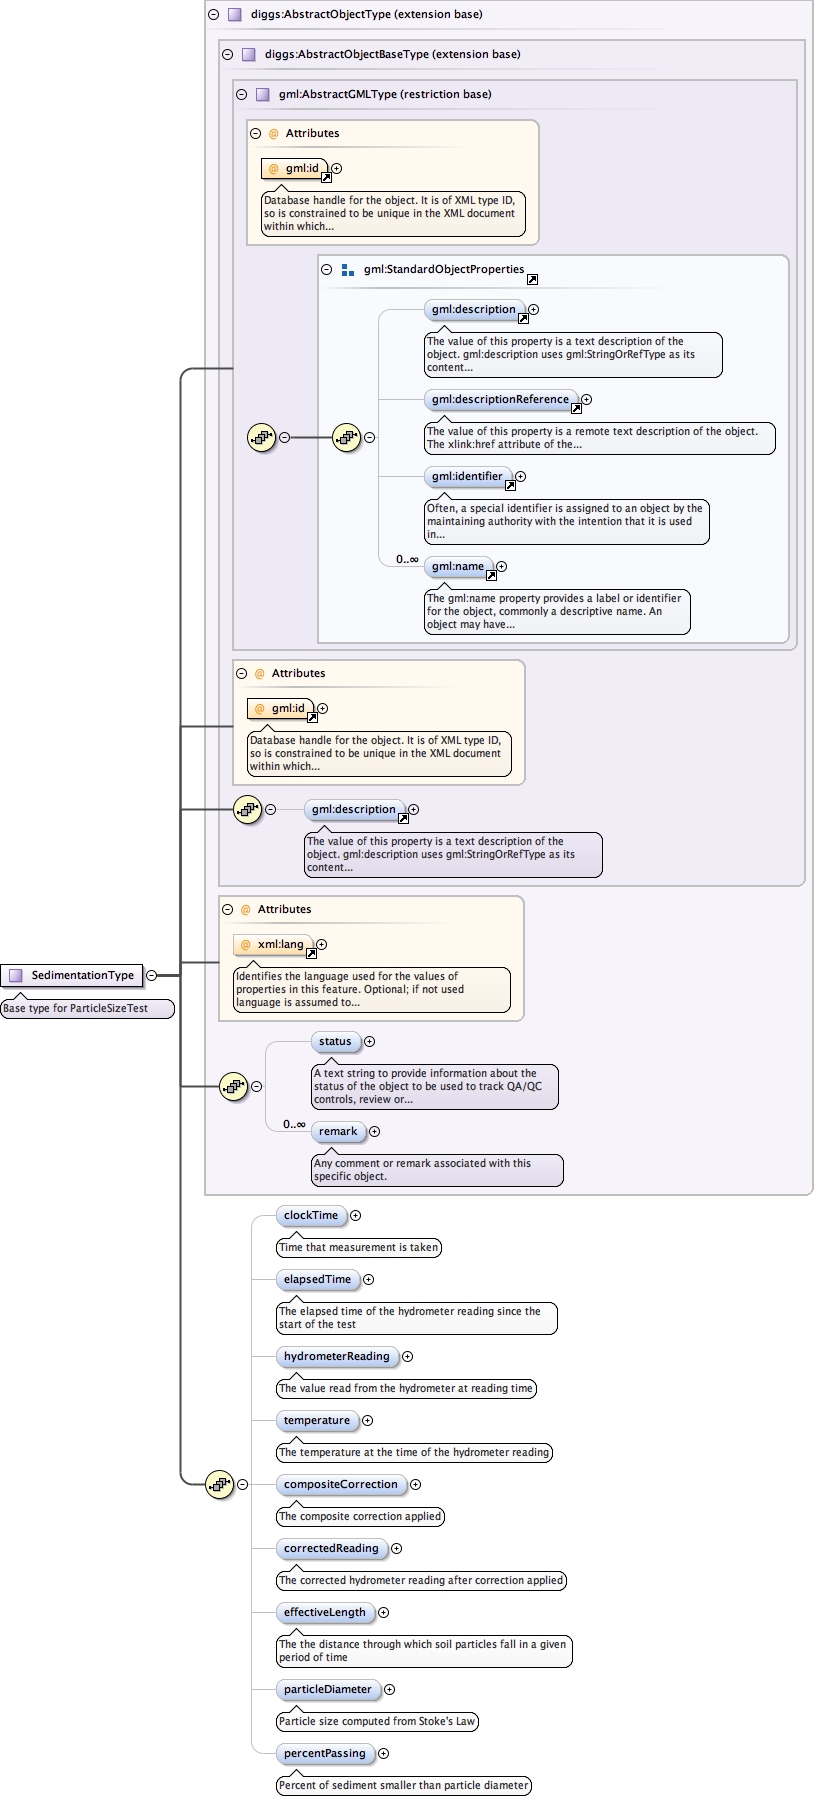 diggs:AbstractObjectType (extension base)
diggs:AbstractObjectBaseType (extension base)
gml:AbstractGMLType (restriction base)
@ Attributes
@ gml:id
Database handle for the object. It is of XML type ID,
so is constrained to be unique in the XML document
within which...
gml:StandardObjectProperties
gml:description
The value of this property is a text description of the
object. gml:description uses gml:StringOrRefType as its
content...
gml:descriptionReference
The value of this property is a remote text description of the object.
The xlink:href attribute of the...
gml:identifier
Often, a special identifier is assigned to an object by the
maintaining authority with the intention that it is used
in...
0..∞
gml:name
The gml:name property provides a label or identifier
for the object, commonly a descriptive name. An
object may have...
@ Attributes
@ gml:id
Database handle for the object. It is of XML type ID,
so is constrained to be unique in the XML document
within which...
gml:description
The value of this property is a text description of the
object. gml:description uses gml:StringOrRefType as its
content...
@ Attributes
@ xml:lang
Identifies the language used for the values of
properties in this feature. Optional; if not used
language is assumed to...
SedimentationType
Base type for ParticleSizeTest
status
A text string to provide information about the
status of the object to be used to track QA/QC
controls, review or...
0..∞
remark
Any comment or remark associated with this
specific object.
clockTime
Time that measurement is taken
elapsedTime
The elapsed time of the hydrometer reading since the
start of the test
hydrometerReading
The value read from the hydrometer at reading time
temperature
The temperature at the time of the hydrometer reading
compositeCorrection
The composite correction applied
correctedReading
The corrected hydrometer reading after correction applied
effectiveLength
The the distance through which soil particles fall in a given
period of time
particleDiameter
Particle size computed from Stoke's Law
percentPassing
Percent of sediment smaller than particle diameter